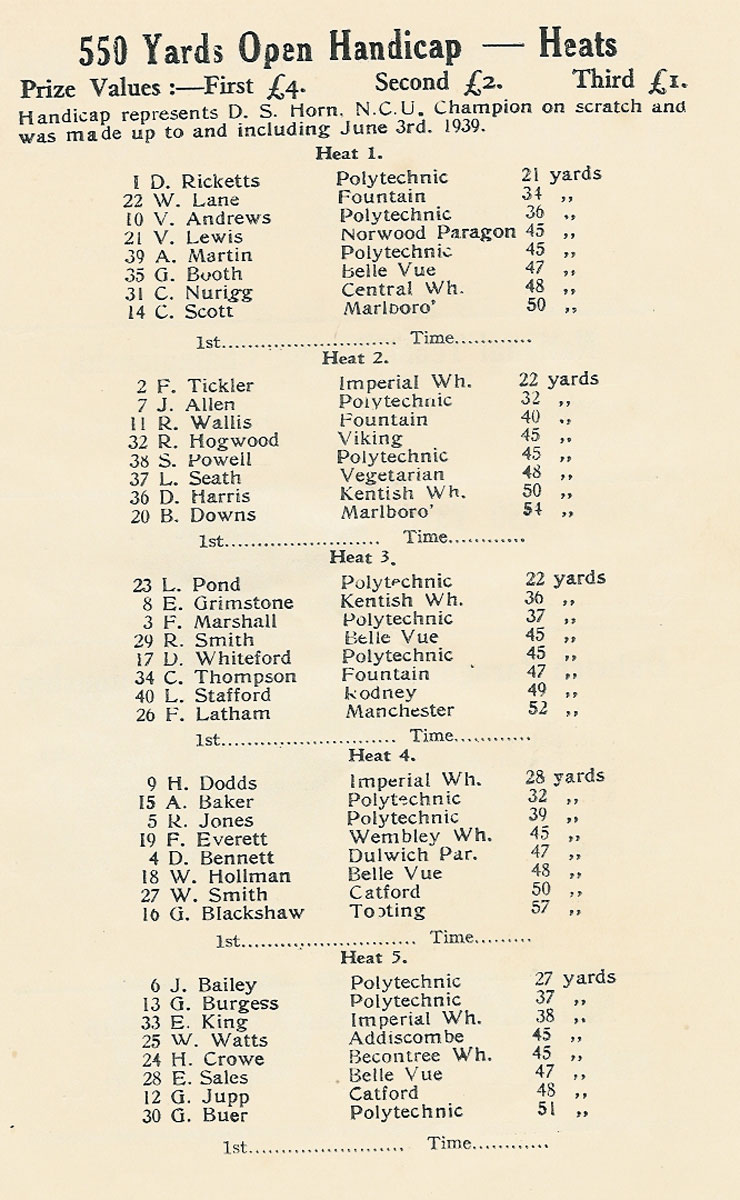 550 Yards Open Handicap — Heats
Prize Values :—First £4. Second £2. Third £1.
Handicap represents D. S. Horn, N.C.U. Champion on scratch and
was made up to and including June 3rd. 1939.
Heat 1.
1 D. Ricketts Polytechnic 21 yards
22 W. Lane Fountain 34 ,,
10 V. Andrews Polytechnic 36 ,,
21 V. Lewis Norwood Paragon 45 ,,
39 A. Martin Polytechnic 45 ,,
35 G. Booth Belle Vue 47 ,,
31 C. Nurigg Central Wh. 48 ,,
14 C. Scott Marlboro' 50 ,,
1st.......................... Time............
Heat 2.
2 F. Tickler Imperial Wh. 22 yards
7 J. Allen Polytechnic 32 ,,
11 R. Wallis Fountain 40 ,,
32 R. Hogwood Viking 45 ,,
38 S. Powell Polytechnic 45 ,,
37 L. Seath Vegetarian 48 ,,
36 D. Harris Kentish Wh. 50 ,,
20 B. Downs Marlboro' 54 ,,
1st....................... Time............
Heat 3.
23 L. Pond Polytechnic 22 yards
8 E. Grimstone Kentish Wh. 36 ,,
3 F. Marshall Polytechnic 37 ,,
29 R. Smith Belle Vue 45 ,,
17 D. Whiteford Polytechnic 45 ,,
34 C. Thompson Fountain 47 ,,
40 L. Stafford Rodney 49 ,,
26 F. Latham Manchester 52 ,,
1st.......................... Time............
Heat 4.
9 H. Dodds Imperial Wh. 28 yards
15 A. Baker Polytechnic 32 ,,
5 R. Jones Polytechnic 39 ,,
19 F. Everett Wembley Wh. 45 ,,
4 D. Bennett Dulwich Par. 47 ,,
18 W. Hollman Belle Vue 48 ,,
27 W. Smith Catford 50 ,,
16 G. Blackshaw Tooting 57 ,,
1st.......................... Time.........
Heat 5.
6 J. Bailey Polytechnic 27 yards
13 G. Burgess Polytechnic 37 ,,
33 E. King Imperial Wh. 38 ,,
25 W. Watts Addiscombe 45 ,,
24 H. Crowe Becontree Wh. 45 ,,
28 E. Sales Belle Vue 47 ,,
12 G. Jupp Catford 48 ,,
30 G. Buer Polytechnic 51 ,,
1st.......................... Time............